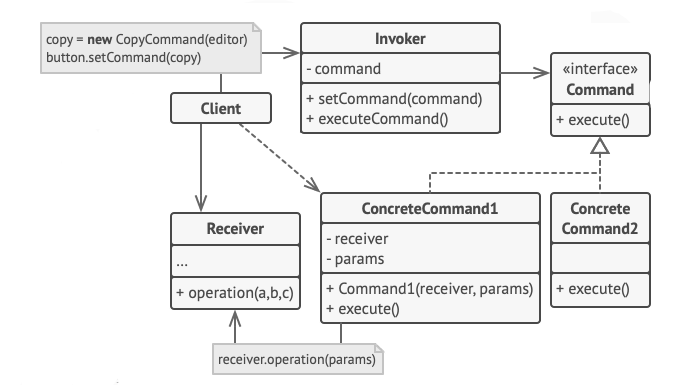 copy = new CopyCommand(editor)
button.setCommand(copy)
Client
Invoker
- command
+ setCommand(command)
+ executeCommand()
«interface»
Command
+ execute()
Receiver
...
+ operation(a,b,c)
ConcreteCommand1
- receiver
- params
+ Command1(receiver, params)
+ execute()
Concrete
Command2
+ execute()
receiver.operation(params)